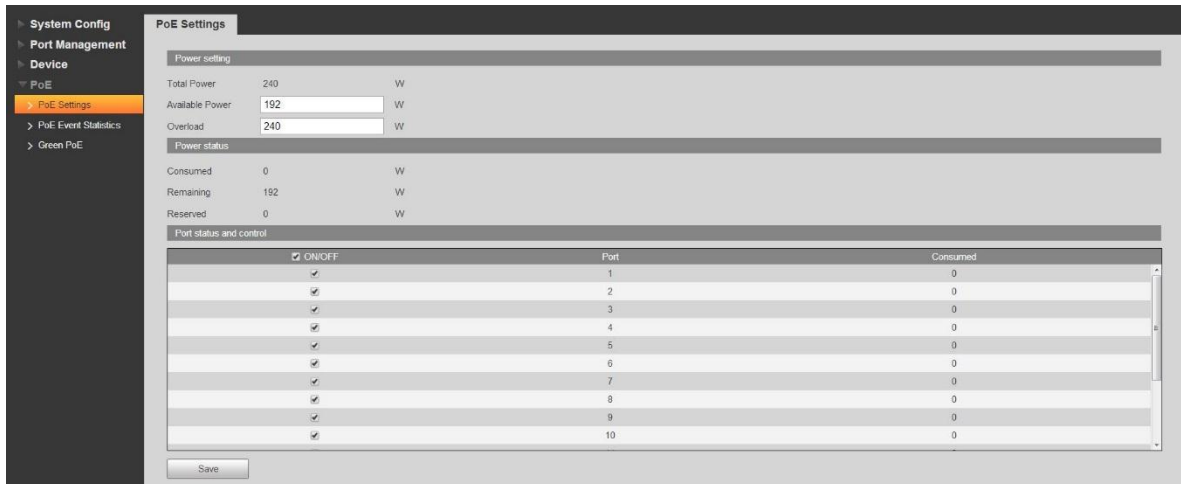 System Config
Port Management
Device
PoE
PoE Settings
PoE Event Statistics
Green PoE
PoE Settings
Power setting
Total Power 240 W
Available Power 192 W
Overload 240 W
Power status
Consumed 0 W
Remaining 192 W
Reserved 0 W
Port status and control
ON/OFF Port Consumed
1 0
2 0
3 0
4 0
5 0
6 0
7 0
8 0
9 0
10 0
Save